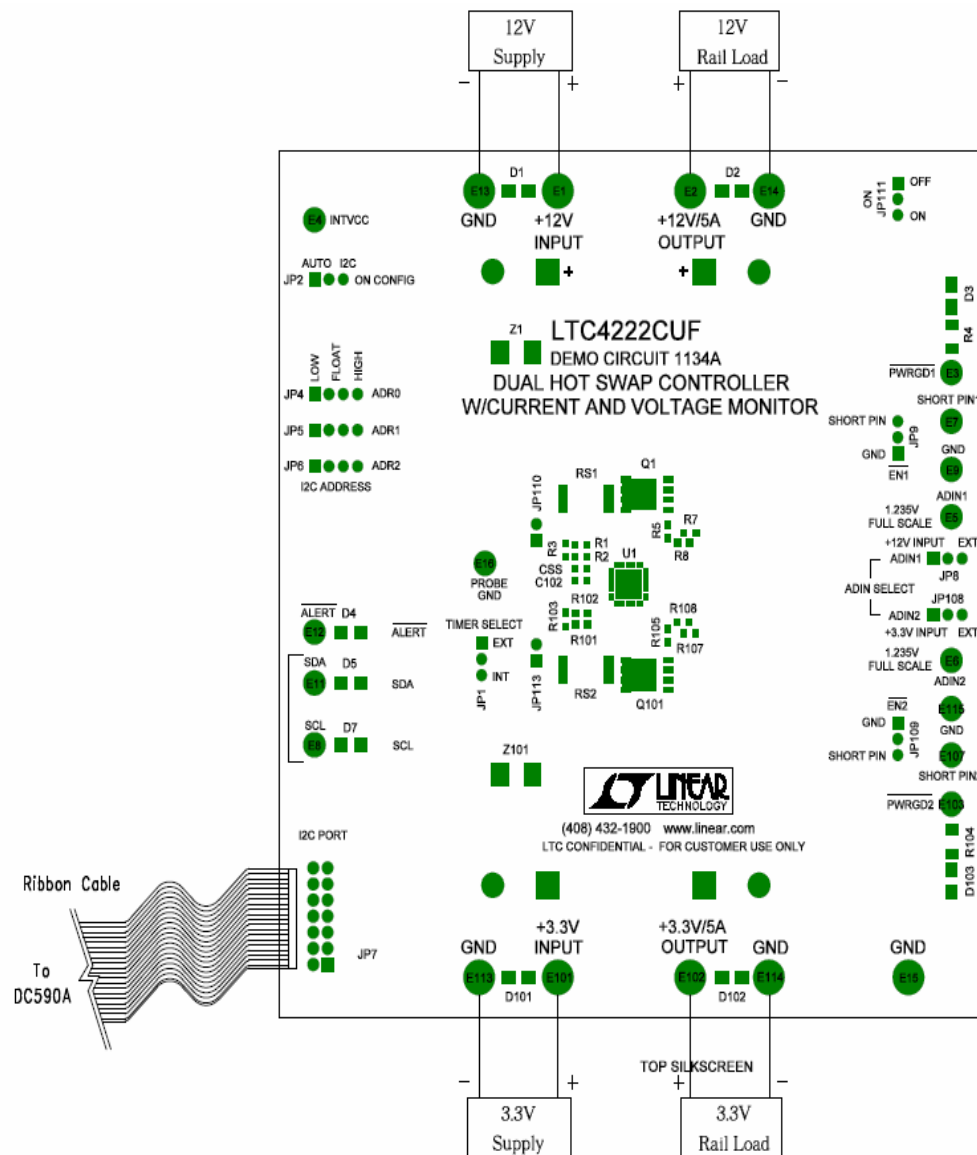 12V
Supply
12V
Rail Load
−
+
+
−
E13
D1
E1
E2
D2
E14
GND
+12V
INPUT
+12V/5A
OUTPUT
GND
+
+
ON
JP111
OFF
ON
E4
INTVCC
AUTO
I2C
JP2
ON CONFIG
D3
R4
Z1
LTC4222CUF
DEMO CIRCUIT 1134A
DUAL HOT SWAP CONTROLLER
W/CURRENT AND VOLTAGE MONITOR
LOW
FLOAT
HIGH
JP4
ADR0
JP5
ADR1
JP6
ADR2
I2C ADDRESS
PWRGD1
E3
SHORT PIN1
SHORT PIN
E7
JP9
GND
GND
EN1
E9
ADIN1
1.235V
FULL SCALE
E5
+12V INPUT
EXT
ADIN1
JP8
ADIN SELECT
JP108
ADIN2
+3.3V INPUT
EXT
1.235V
FULL SCALE
E6
ADIN2
EN2
E115
GND
JP109
GND
SHORT PIN
E107
SHORT PIN2
PWRGD2
E103
R104
D103
JP110
RS1
Q1
R3
R1
R2
CSS
C102
R5
R7
R8
U1
E16
PROBE
GND
R103
R102
R101
R105
R108
R107
TIMER SELECT
EXT
INT
JP1
JP113
RS2
Q101
ALERT
D4
E12
ALERT
SDA
D5
E11
SDA
SCL
D7
E8
SCL
Z101
LINEAR
TECHNOLOGY
(408) 432-1900 www.linear.com
LTC CONFIDENTIAL - FOR CUSTOMER USE ONLY
I2C PORT
JP7
Ribbon Cable
To
DC590A
GND
+3.3V
INPUT
+3.3V/5A
OUTPUT
GND
GND
E113
D101
E101
E102
D102
E114
E15
TOP SILKSCREEN
−
+
+
−
3.3V
Supply
3.3V
Rail Load